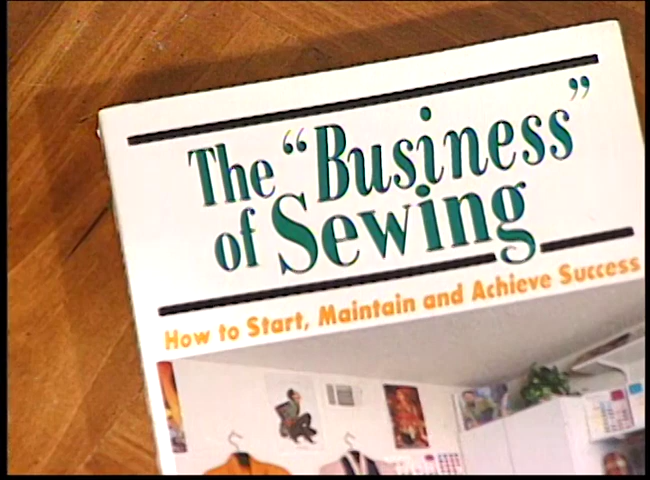 The “Business”
of Sewing
How to Start, Maintain and Achieve Success